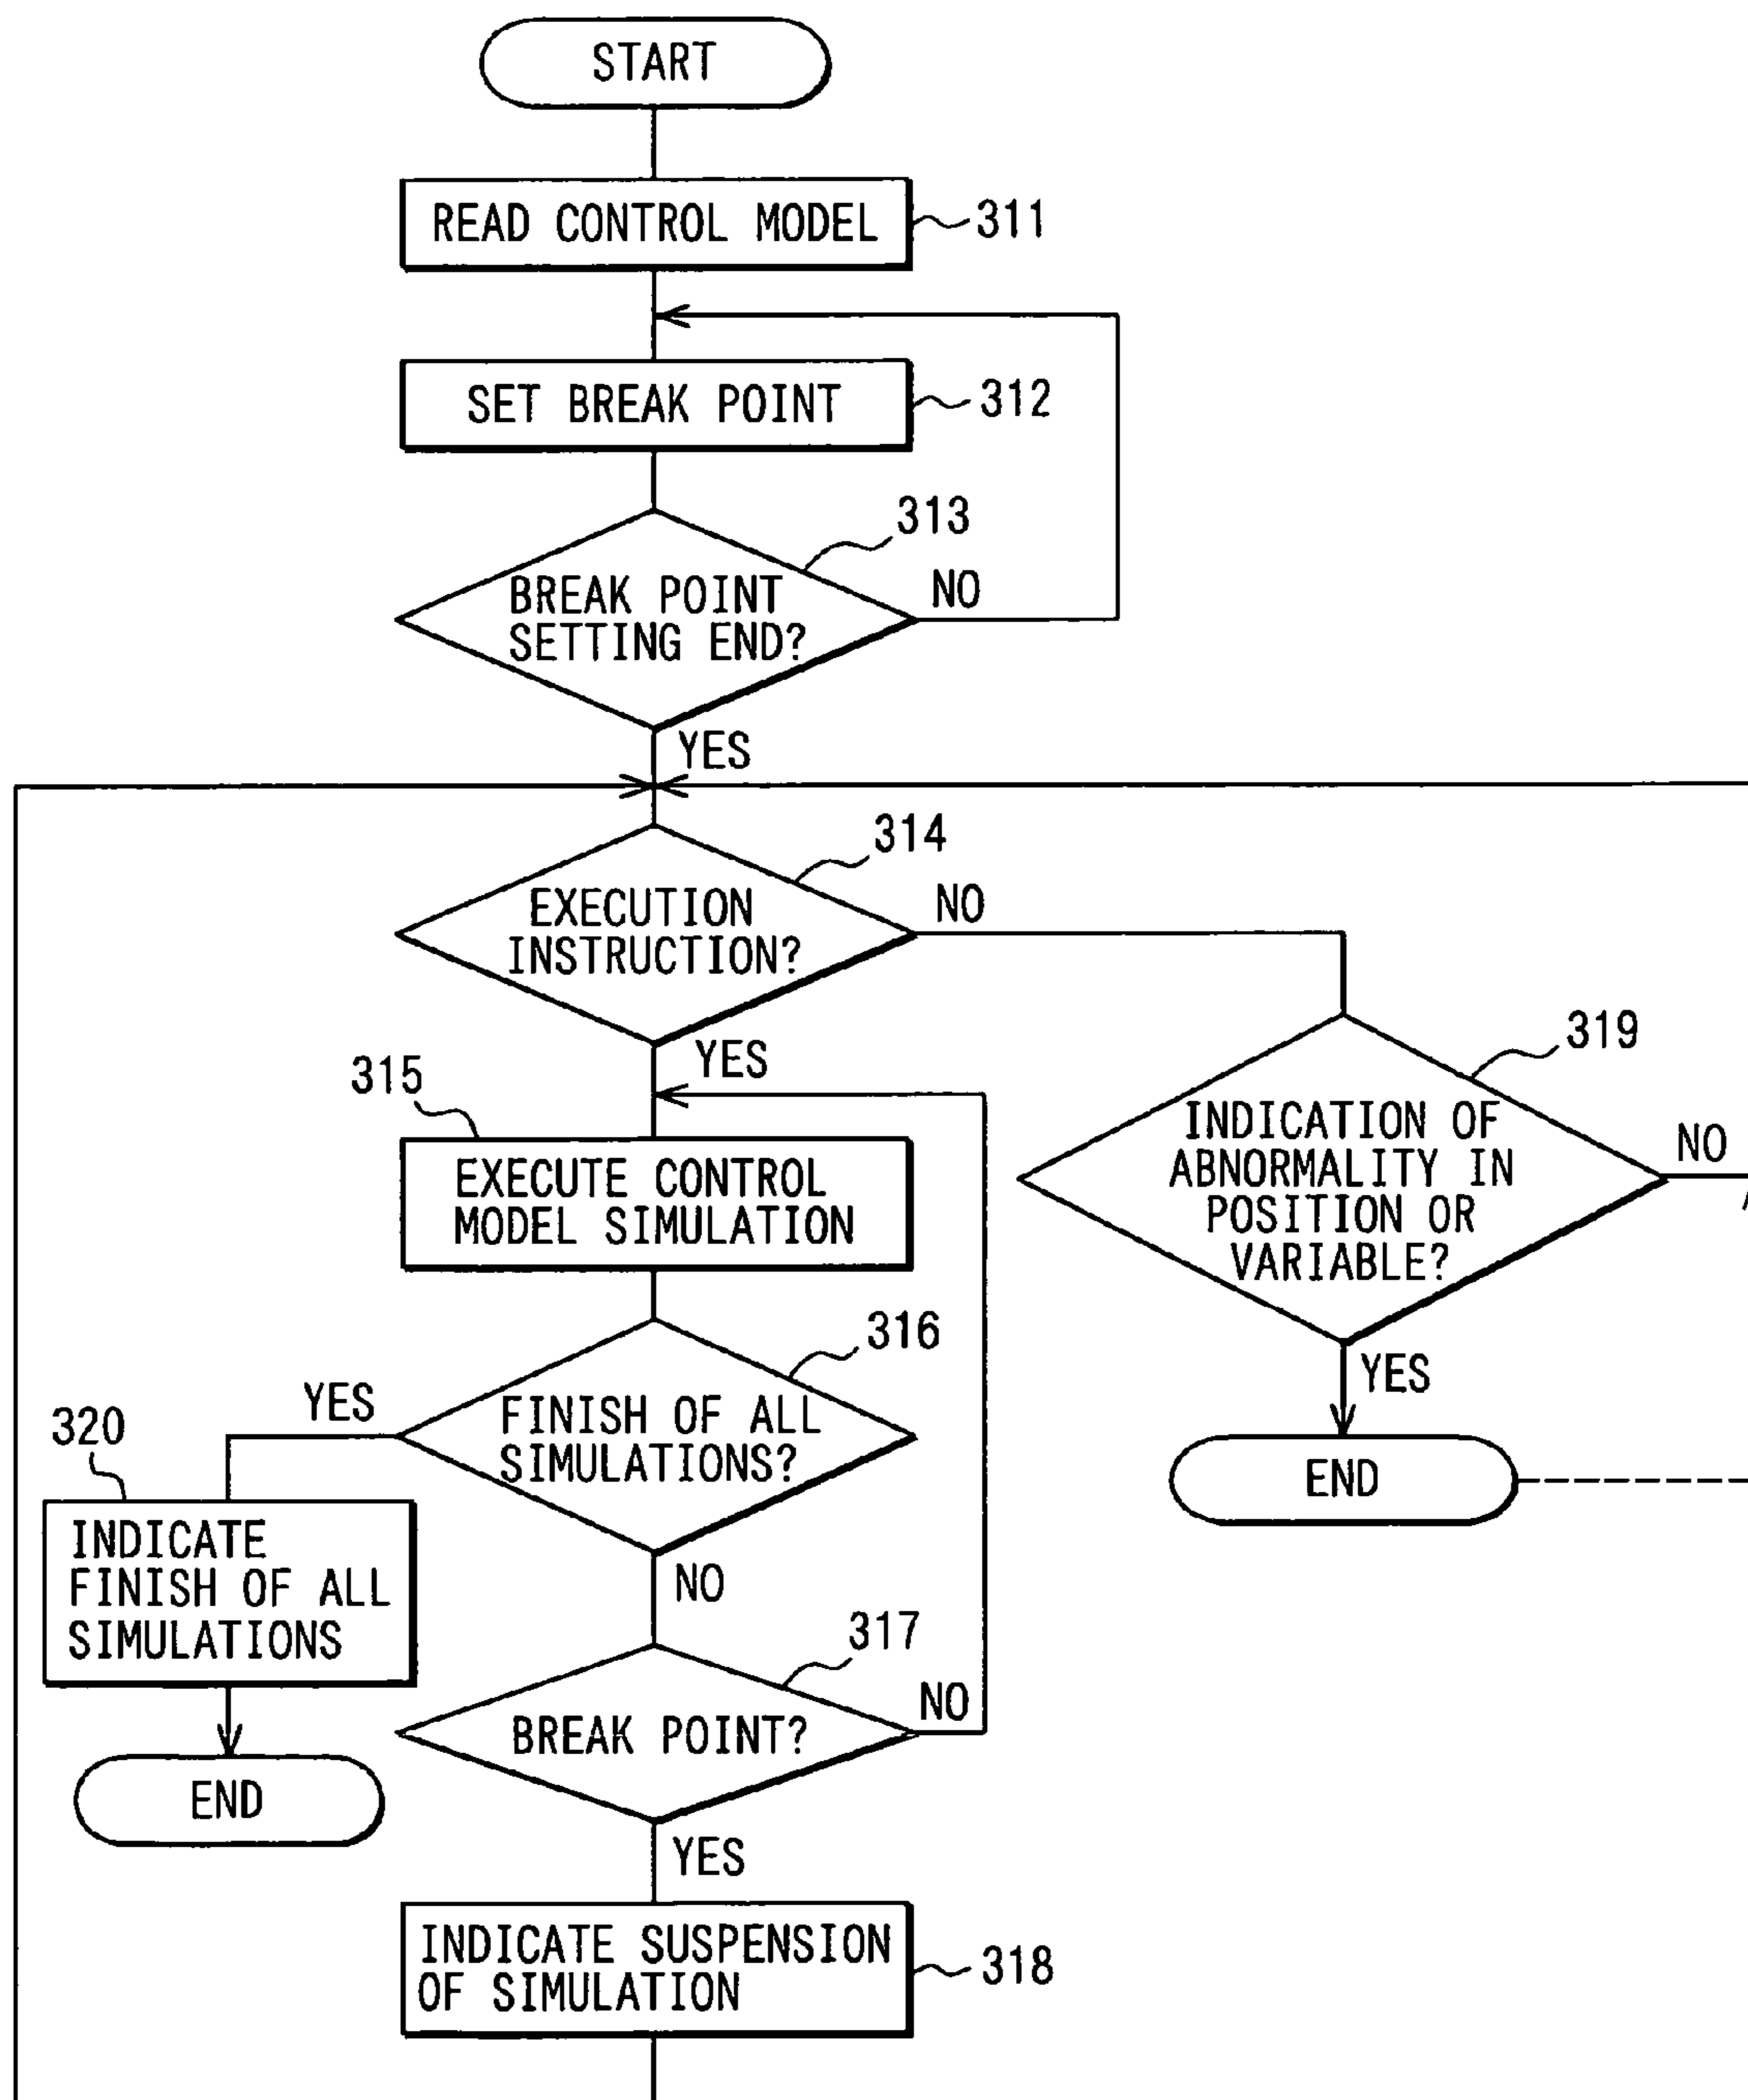 START
READ CONTROL MODEL
311
SET BREAK POINT
312
313
BREAK POINT
SETTING END?
NO
YES
314
EXECUTION
INSTRUCTION?
NO
YES
319
INDICATION OF
ABNORMALITY IN
POSITION OR
VARIABLE?
NO
YES
END
315
EXECUTE CONTROL
MODEL SIMULATION
316
FINISH OF ALL
SIMULATIONS?
YES
NO
320
INDICATE
FINISH OF ALL
SIMULATIONS
END
317
BREAK POINT?
NO
YES
INDICATE SUSPENSION
OF SIMULATION
318